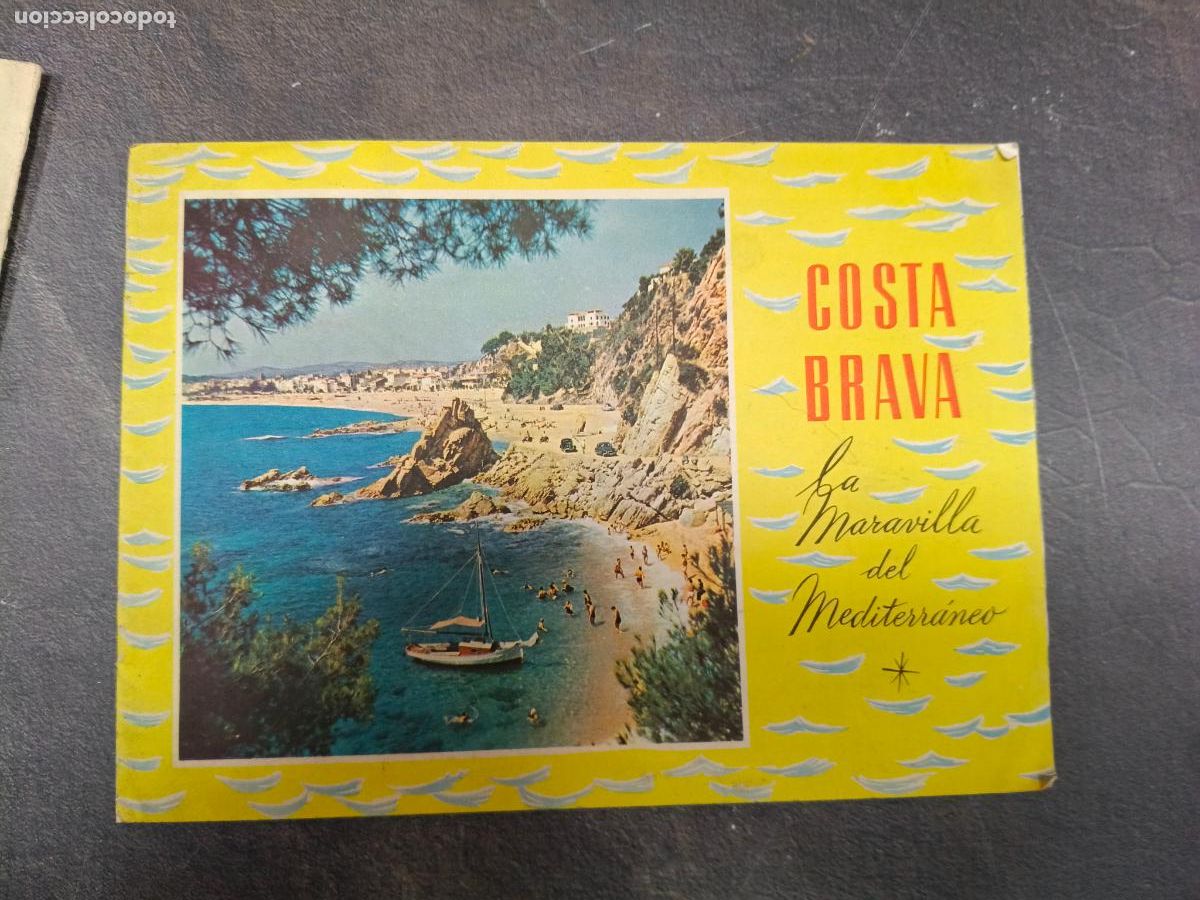 todocoleccion
COSTA
BRAVA
La
Maravilla
del
Mediterráneo